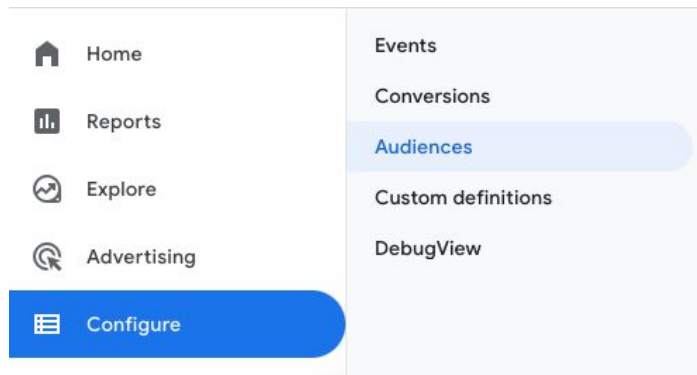 Home
Reports
Explore
Advertising
Configure
Events
Conversions
Audiences
Custom definitions
DebugView